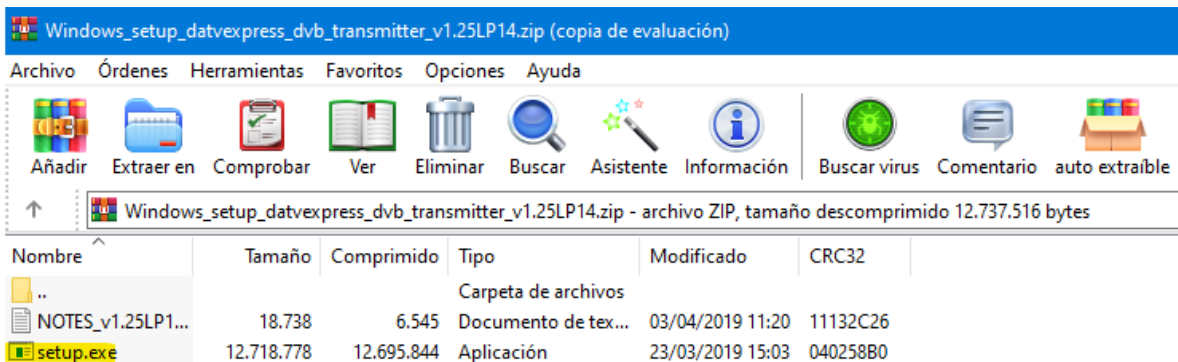 Windows_setup_datvexpress_dvb_transmitter_v1.25LP14.zip (copia de evaluación)
Archivo Órdenes Herramientas Favoritos Opciones Ayuda
Añadir Extraer en Comprobar Ver Eliminar Buscar Asistente Información Buscar virus Comentario auto extraíble
Windows_setup_datvexpress_dvb_transmitter_v1.25LP14.zip - archivo ZIP, tamaño descomprimido 12.737.516 bytes
Nombre Tamaño Comprimido Tipo Modificado CRC32
.. Carpeta de archivos
NOTES_v1.25LP1... 18.738 6.545 Documento de tex... 03/04/2019 11:20 11132C26
setup.exe 12.718.778 12.695.844 Aplicación 23/03/2019 15:03 040258B0